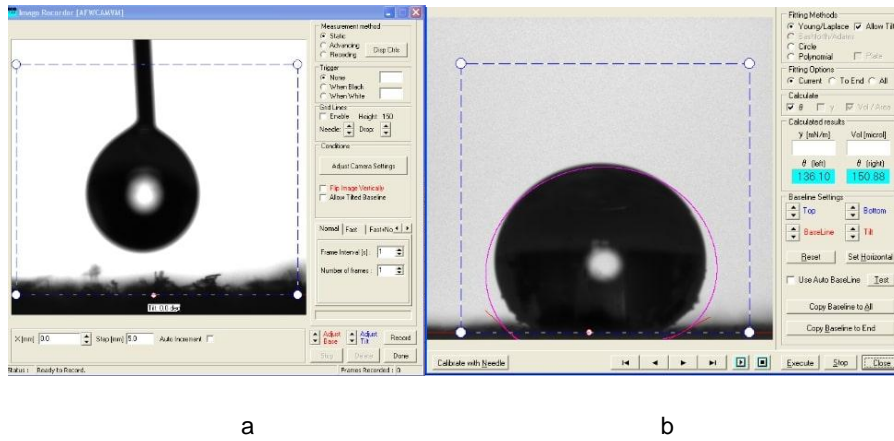 Image Recorder [AFWCAMVM]
Measurement method
Static
Advancing
Receding
Disp Ctrls
Trigger
None
When Black
When White
Grid Lines
Enable Height: 150
Needle: Drop:
Conditions
Adjust Camera Settings
Flip Image Vertically
Allow Tilted Baseline
Normal Fast Fast+No
Frame Interval [s]: 1
Number of frames: 1
Tilt 0.0 deg
X [mm] 0.0 Step [mm] 5.0 Auto Increment
Adjust Base Adjust Tilt Record
Stop Delete Done
Status: Ready to Record. Frames Recorded: 0
Fitting Methods
Young/Laplace Allow Tilt
Bashforth/Adams
Circle
Polynomial Plate
Fitting Options
Current To End All
Calculate
θ γ Vol / Area
Calculated results
γ [mN/m] Vol [microl]
θ (left) θ (right)
136.10 150.88
Baseline Settings
Top Bottom
BaseLine Tilt
Reset Set Horizontal
Use Auto BaseLine Test
Copy Baseline to All
Copy Baseline to End
Calibrate with Needle Execute Stop Close
a b